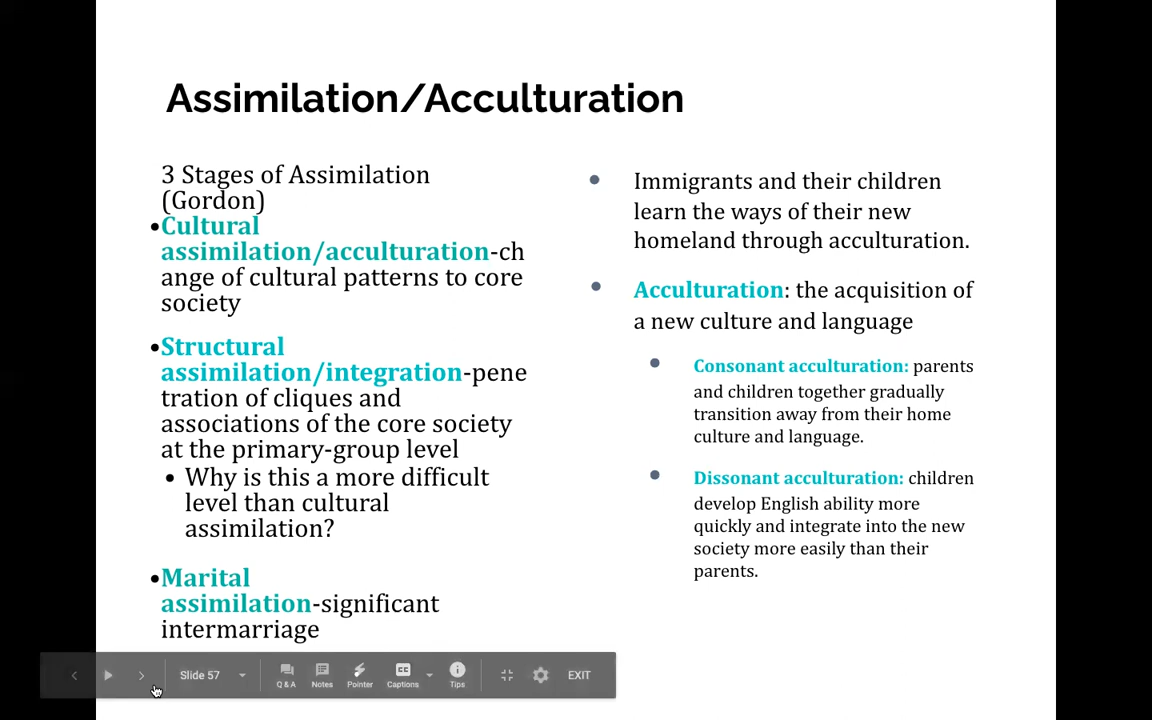 Assimilation/Acculturation
3 Stages of Assimilation
(Gordon)
•Cultural
assimilation/acculturation-ch
ange of cultural patterns to core
society
•Structural
assimilation/integration-pene
tration of cliques and
associations of the core society
at the primary-group level
• Why is this a more difficult
level than cultural
assimilation?
•Marital
assimilation-significant
intermarriage
• Immigrants and their children
learn the ways of their new
homeland through acculturation.
• Acculturation: the acquisition of
a new culture and language
• Consonant acculturation: parents
and children together gradually
transition away from their home
culture and language.
• Dissonant acculturation: children
develop English ability more
quickly and integrate into the new
society more easily than their
parents.
Slide 57
Q & A
Notes
Pointer
CC
Captions
Tips
EXIT